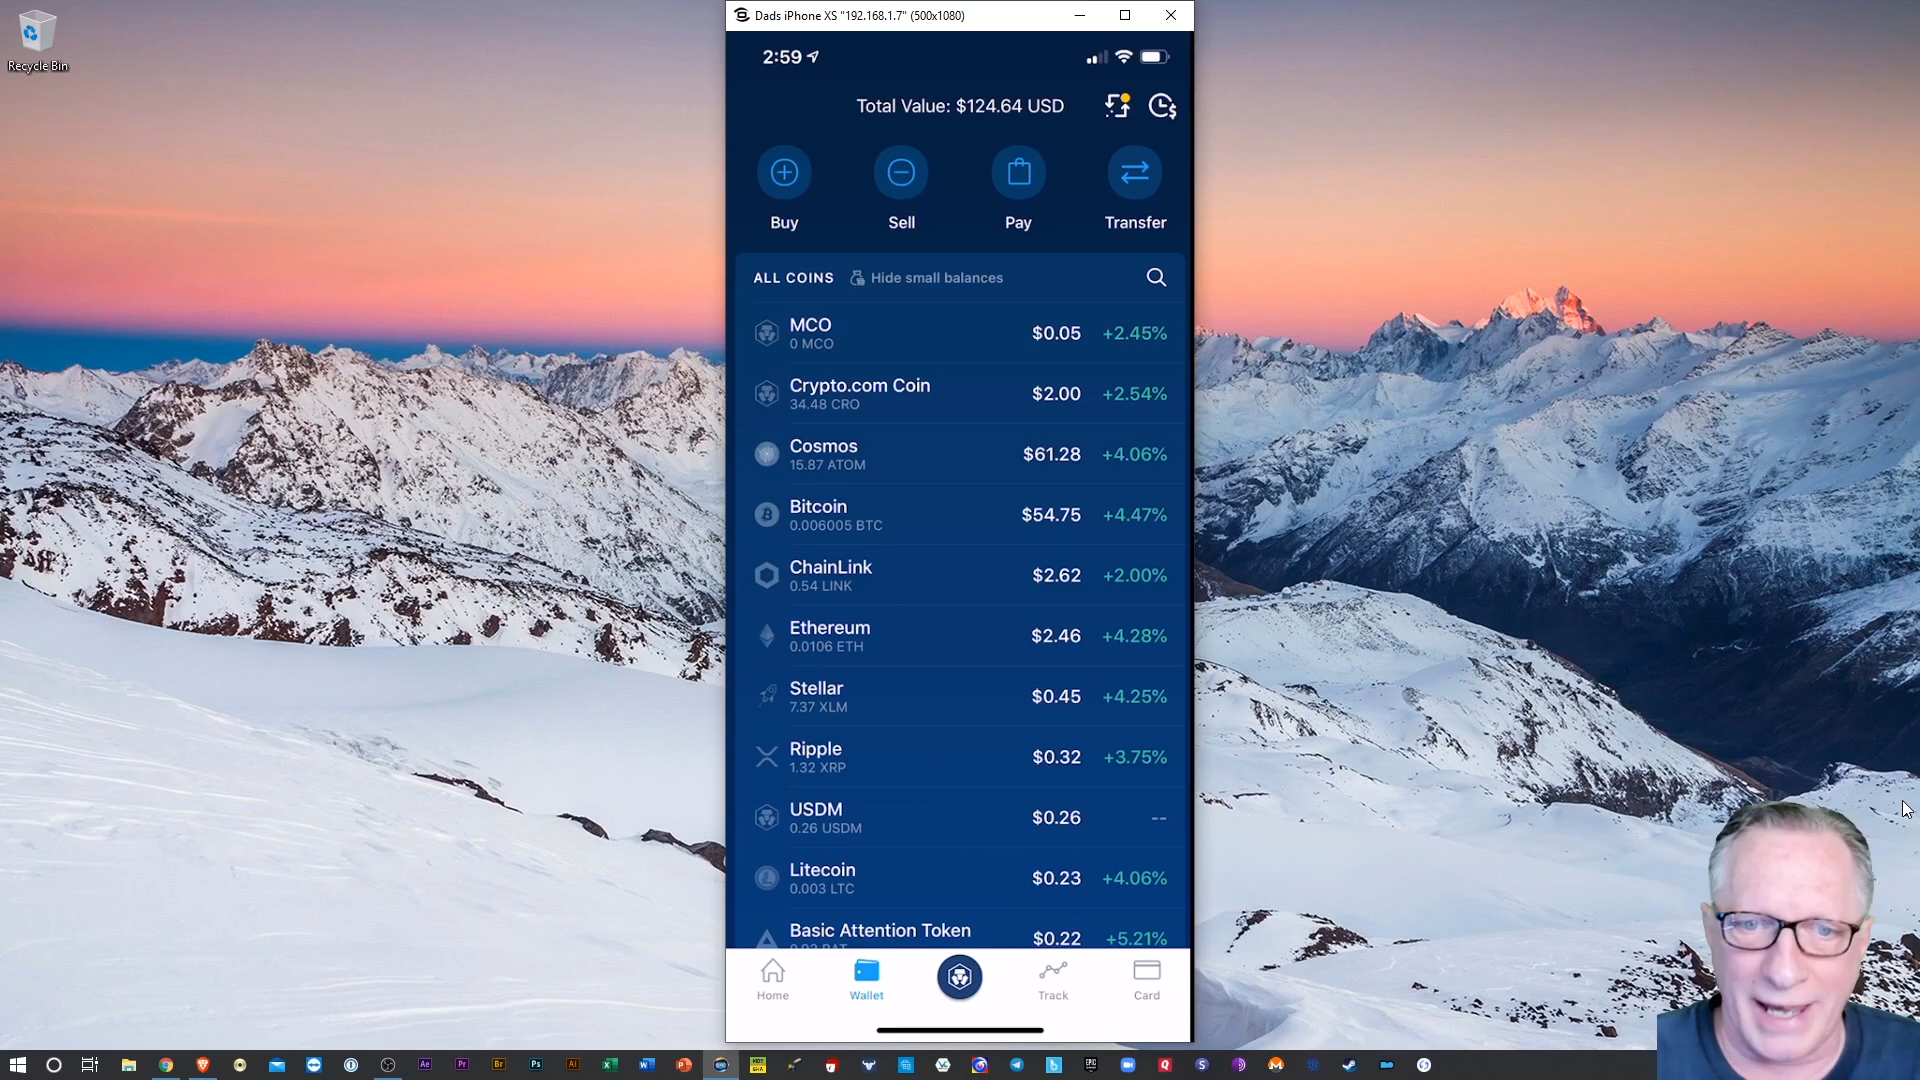 Dads iPhone XS "192.168.1.7" (500x1080)
Recycle Bin
2:59
Total Value: $124.64 USD
Buy Sell Pay Transfer
ALL COINS Hide small balances
MCO
0 MCO
$0.05 +2.45%
Crypto.com Coin
34.48 CRO
$2.00 +2.54%
Cosmos
15.87 ATOM
$61.28 +4.06%
Bitcoin
0.006005 BTC
$54.75 +4.47%
ChainLink
0.54 LINK
$2.62 +2.00%
Ethereum
0.0106 ETH
$2.46 +4.28%
Stellar
7.37 XLM
$0.45 +4.25%
Ripple
1.32 XRP
$0.32 +3.75%
USDM
0.26 USDM
$0.26 --
Litecoin
0.003 LTC
$0.23 +4.06%
Basic Attention Token
$0.22 +5.21%
Home Wallet Track Card
Ae Pr Br Ps Ai